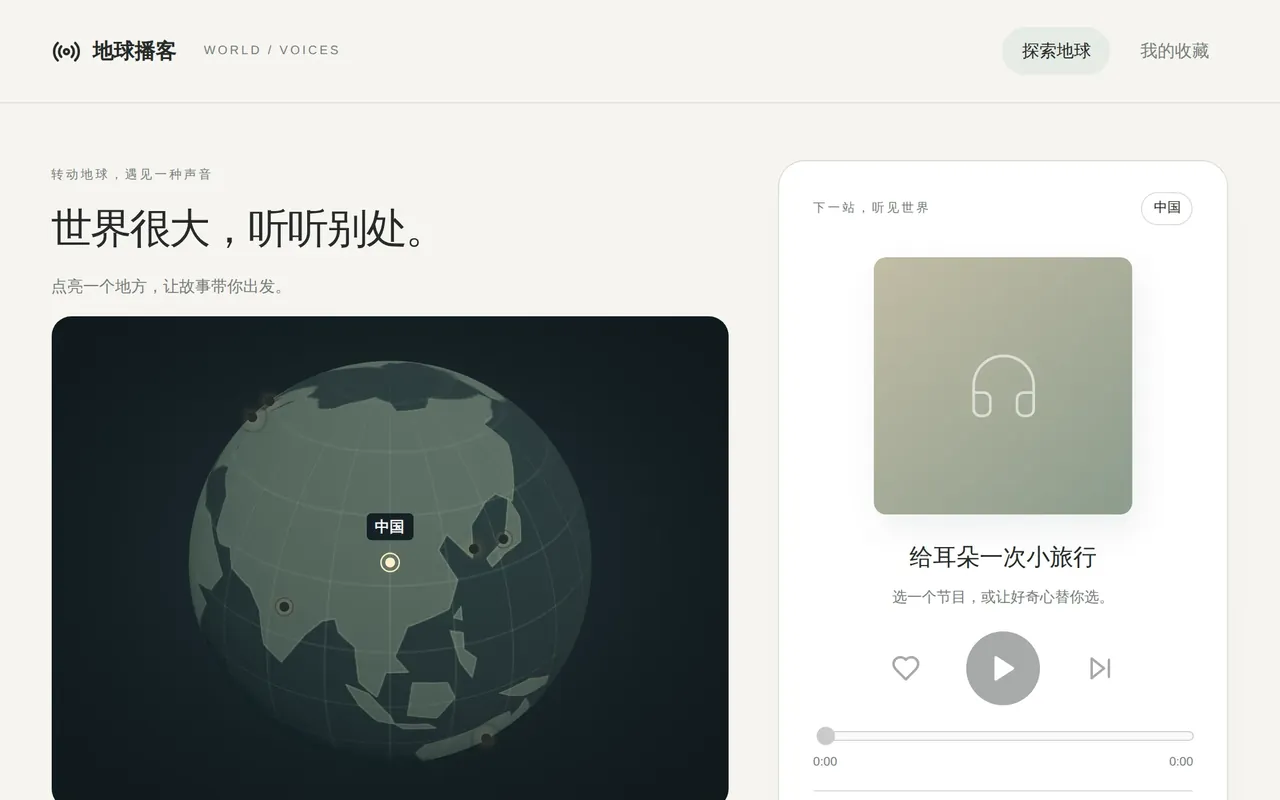 地球播客
WORLD / VOICES
探索地球
我的收藏
转动地球，遇见一种声音
世界很大，听听别处。
点亮一个地方，让故事带你出发。
中国
下一站，听见世界
中国
给耳朵一次小旅行
选一个节目，或让好奇心替你选。
0:00
0:00